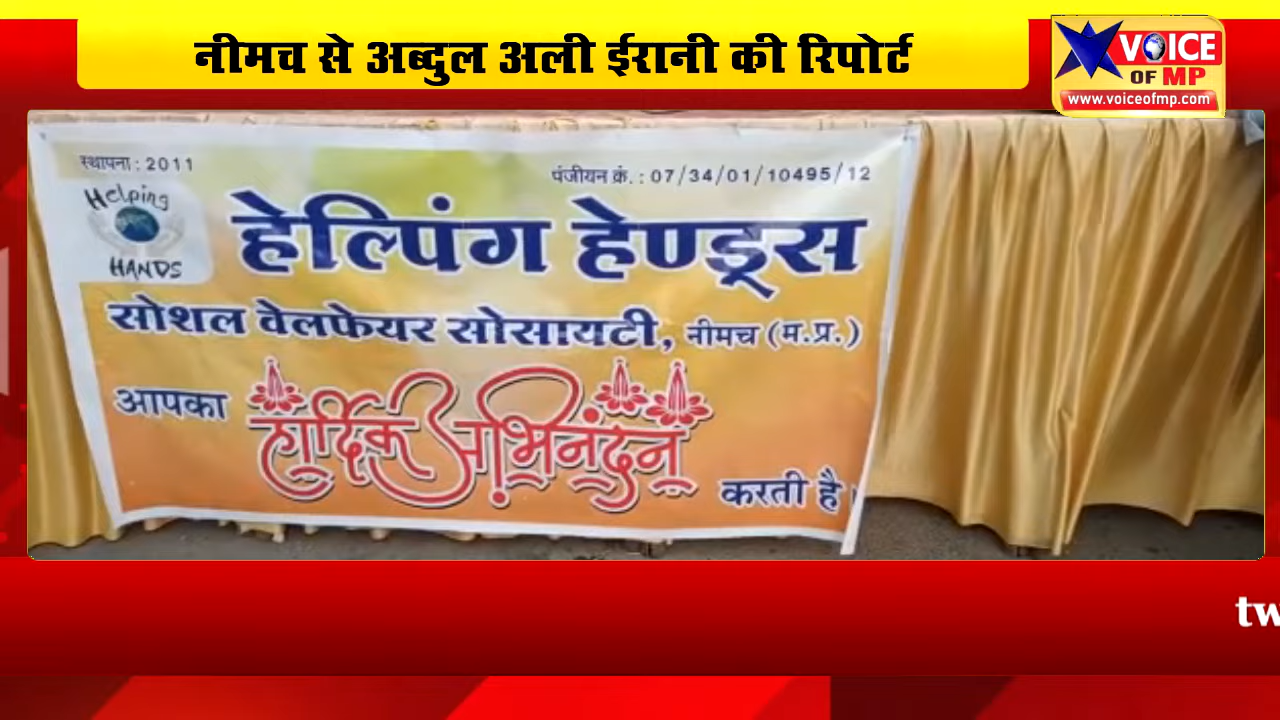 नीमच से अब्दुल अली ईरानी की रिपोर्ट
VOICE
OF MP
www.voiceofmp.com
स्थापना : 2011
पंजीयन क्रं. : 07/34/01/10495/12
Helping
HANDS
हेल्पिंग हेण्ड्स
सोशल वेलफेयर सोसायटी, नीमच (म.प्र.)
आपका हार्दिक अभिनंदन करती है।
tw